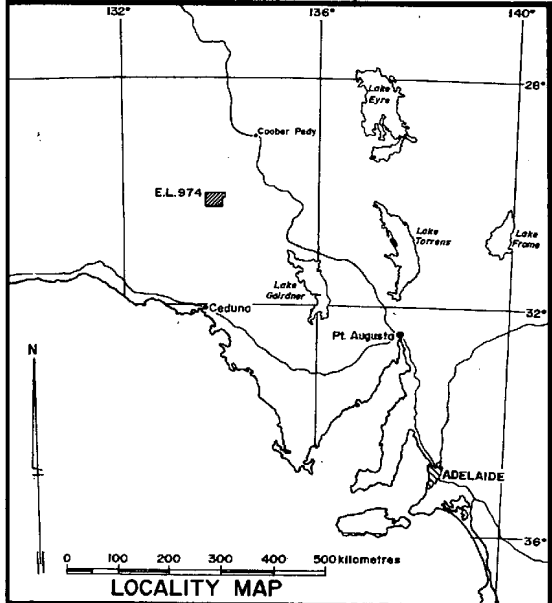 132°
136°
140°
28°
Lake
Eyre
Coober Pedy
E.L. 974
Lake
Torrens
Lake
Frome
Lake
Gairdner
Ceduna
32°
Pt. Augusta
N
ADELAIDE
36°
0 100 200 300 400 500 kilometres
LOCALITY MAP